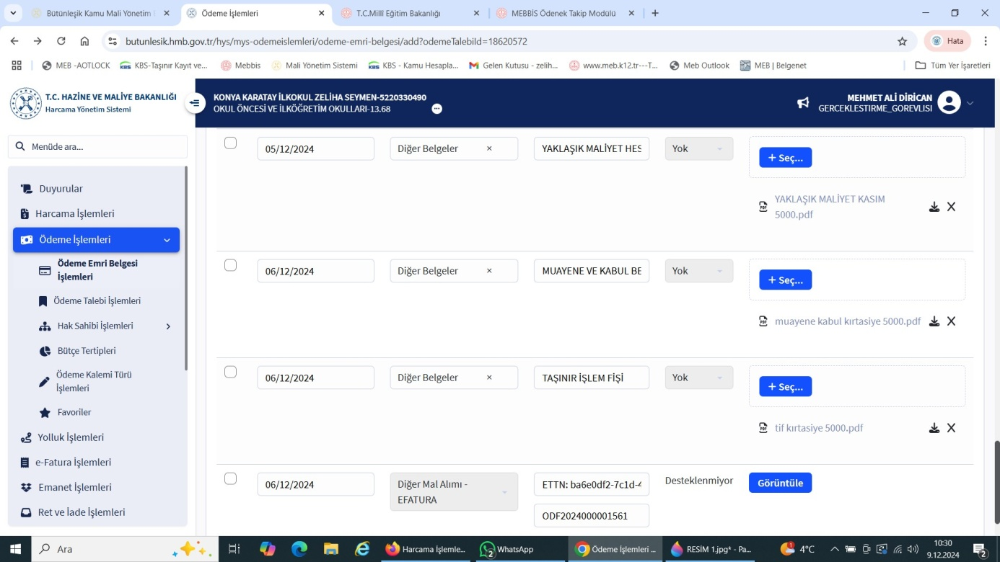 Bütünleşik Kamu Mali Yönetim
Ödeme İşlemleri
T.C.Millî Eğitim Bakanlığı
MEBBİS Ödenek Takip Modülü
butunlesik.hmb.gov.tr/hys/mys-odemeislemleri/odeme-emri-belgesi/add?odemeTalebiId=18620572
Hata
MEB -AOTLOCK
KBS-Taşınır Kayıt ve...
Mebbis
Mali Yönetim Sistemi
KBS - Kamu Hesapla...
Gelen Kutusu - zelih...
www.meb.k12.tr---T...
Meb Outlook
MEB | Belgenet
Tüm Yer İşaretleri
T.C. HAZİNE VE MALİYE BAKANLIĞI
Harcama Yönetim Sistemi
KONYA KARATAY İLKOKUL ZELİHA SEYMEN-5220330490
OKUL ÖNCESİ VE İLKÖĞRETİM OKULLARI-13.68
MEHMET ALİ DİRİCAN
GERCEKLESTIRME_GOREVLISI
Menüde ara...
Duyurular
Harcama İşlemleri
Ödeme İşlemleri
Ödeme Emri Belgesi
İşlemleri
Ödeme Talebi İşlemleri
Hak Sahibi İşlemleri
Bütçe Tertipleri
Ödeme Kalemi Türü
İşlemleri
Favoriler
Yolluk İşlemleri
e-Fatura İşlemleri
Emanet İşlemleri
Ret ve İade İşlemleri
05/12/2024
Diğer Belgeler ×
YAKLAŞIK MALİYET HES
Yok
+ Seç...
YAKLAŞIK MALİYET KASIM
5000.pdf
06/12/2024
Diğer Belgeler ×
MUAYENE VE KABUL BE
Yok
+ Seç...
muayene kabul kırtasiye 5000.pdf
06/12/2024
Diğer Belgeler ×
TAŞINIR İŞLEM FİŞİ
Yok
+ Seç...
tif kırtasiye 5000.pdf
06/12/2024
Diğer Mal Alımı -
EFATURA
ETTN: ba6e0df2-7c1d-4
ODF2024000001561
Desteklenmiyor
Görüntüle
Ara
Harcama İşlemle...
2
WhatsApp
Ödeme İşlemleri ...
RESİM 1.jpg* - Pa...
1
4°C
10:30
9.12.2024
2